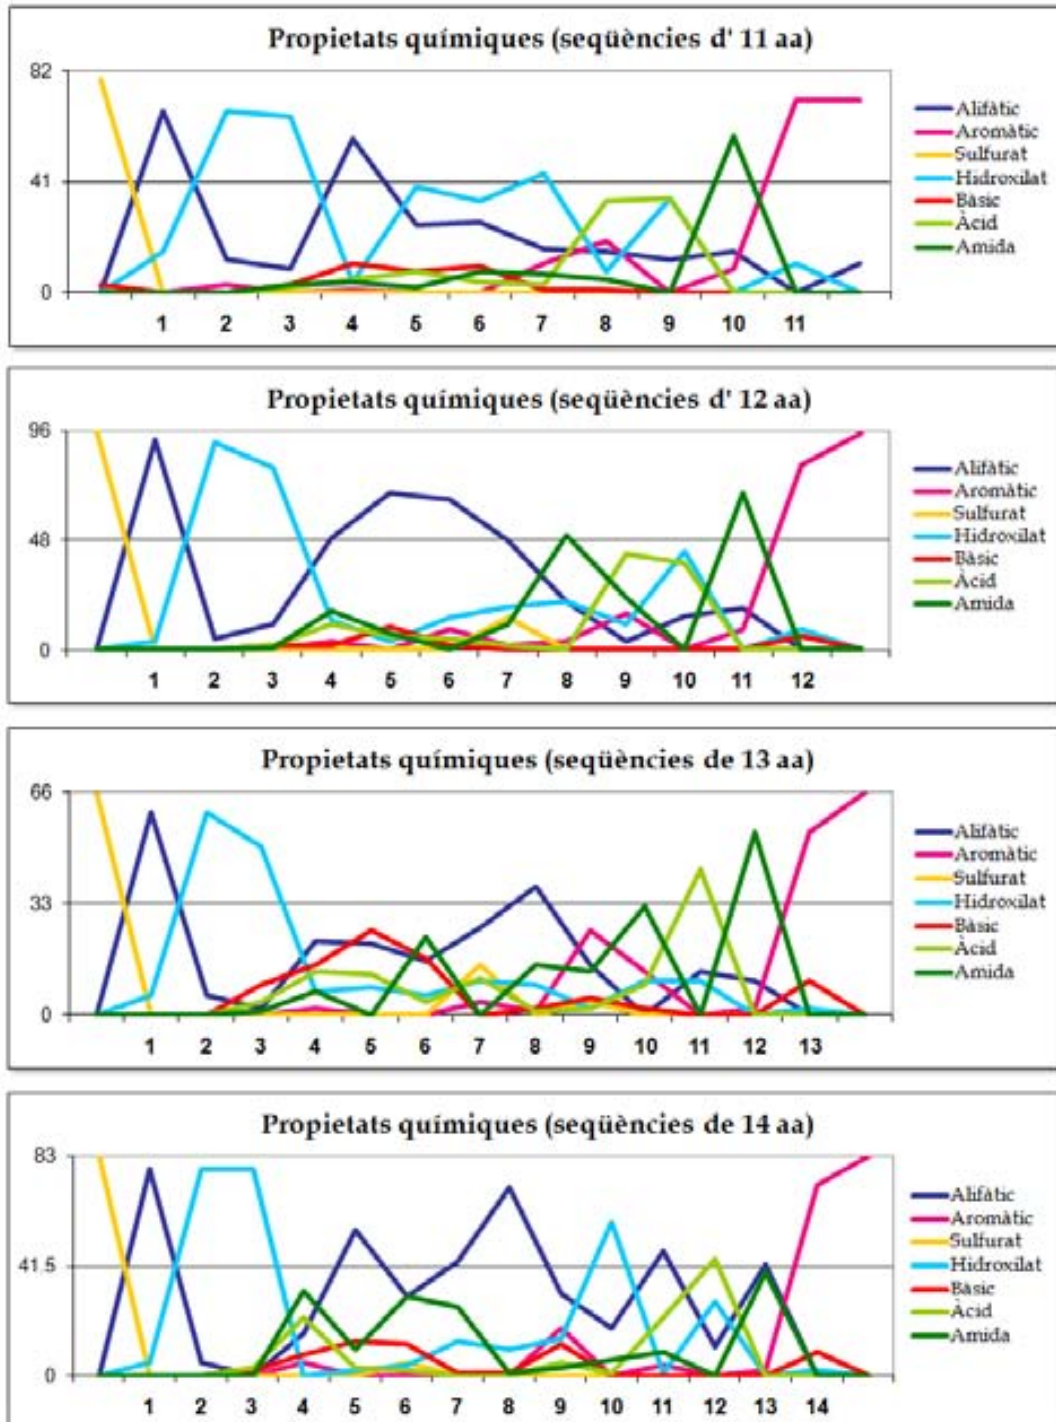 Propietats químiques (seqüències d' 11 aa)
82
41
0
1 2 3 4 5 6 7 8 9 10 11
Alifàtic
Aromàtic
Sulfurat
Hidroxilat
Bàsic
Àcid
Amida
Propietats químiques (seqüències d' 12 aa)
96
48
0
1 2 3 4 5 6 7 8 9 10 11 12
Alifàtic
Aromàtic
Sulfurat
Hidroxilat
Bàsic
Àcid
Amida
Propietats químiques (seqüències de 13 aa)
66
33
0
1 2 3 4 5 6 7 8 9 10 11 12 13
Alifàtic
Aromàtic
Sulfurat
Hidroxilat
Bàsic
Àcid
Amida
Propietats químiques (seqüències de 14 aa)
83
41.5
0
1 2 3 4 5 6 7 8 9 10 11 12 13 14
Alifàtic
Aromàtic
Sulfurat
Hidroxilat
Bàsic
Àcid
Amida